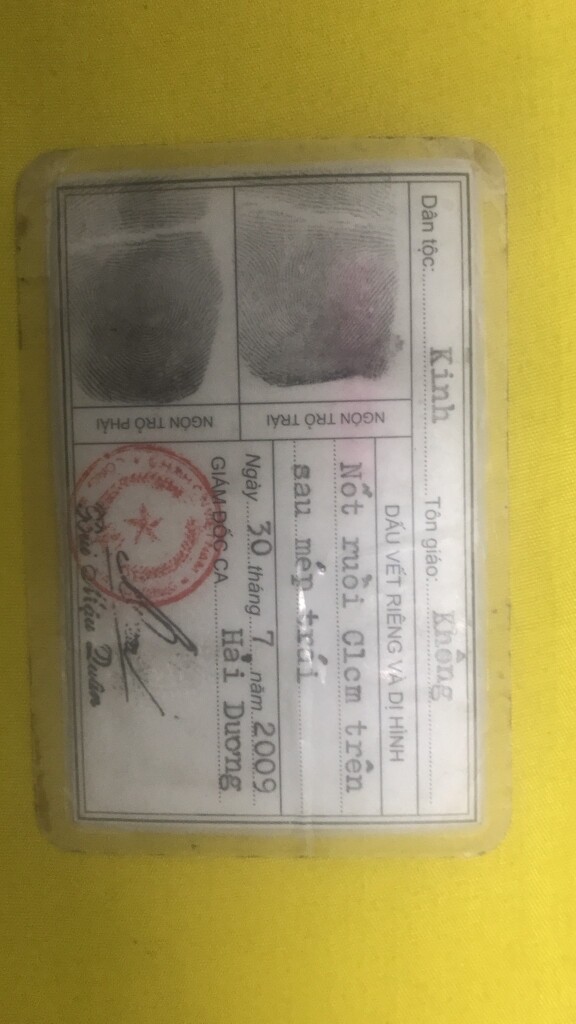 Dân tộc: Kinh Tôn giáo: Không
NGÓN TRỎ TRÁI
NGÓN TRỎ PHẢI
DẤU VẾT RIÊNG VÀ DỊ HÌNH
Nốt ruồi C1cm trên
sau mép trái
Ngày 30 tháng 7 năm 2009
GIÁM ĐỐC CA Hải Dương